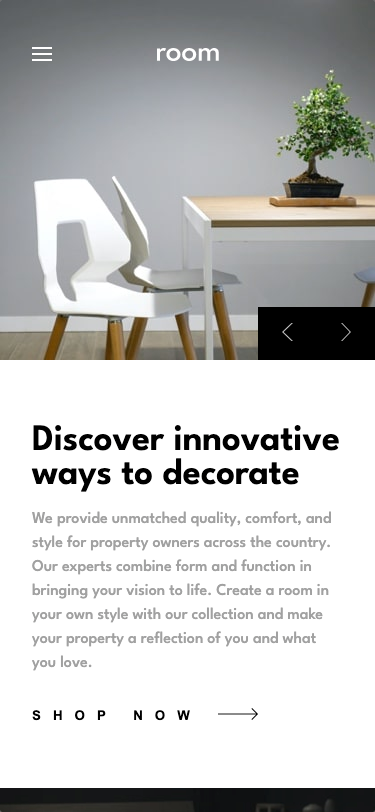 room
Discover innovative
ways to decorate
We provide unmatched quality, comfort, and
style for property owners across the country.
Our experts combine form and function in
bringing your vision to life. Create a room in
your own style with our collection and make
your property a reflection of you and what
you love.
SHOP NOW